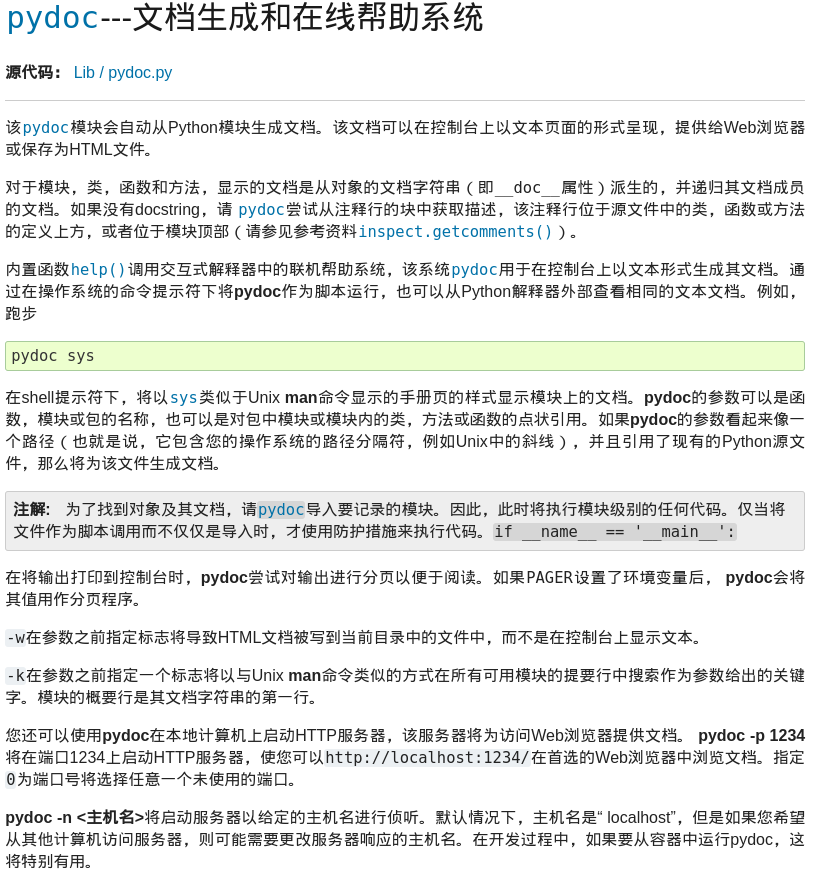 pydoc---文档生成和在线帮助系统
源代码： Lib / pydoc.py
该pydoc模块会自动从Python模块生成文档。该文档可以在控制台上以文本页面的形式呈现，提供给Web浏览器
或保存为HTML文件。
对于模块，类，函数和方法，显示的文档是从对象的文档字符串（即__doc__属性）派生的，并递归其文档成员
的文档。如果没有docstring，请 pydoc尝试从注释行的块中获取描述，该注释行位于源文件中的类，函数或方法
的定义上方，或者位于模块顶部（请参见参考资料inspect.getcomments()）。
内置函数help()调用交互式解释器中的联机帮助系统，该系统pydoc用于在控制台上以文本形式生成其文档。通
过在操作系统的命令提示符下将pydoc作为脚本运行，也可以从Python解释器外部查看相同的文本文档。例如，
跑步
pydoc sys
在shell提示符下，将以sys类似于Unix man命令显示的手册页的样式显示模块上的文档。pydoc的参数可以是函
数，模块或包的名称，也可以是对包中模块或模块内的类，方法或函数的点状引用。如果pydoc的参数看起来像一
个路径（也就是说，它包含您的操作系统的路径分隔符，例如Unix中的斜线），并且引用了现有的Python源文
件，那么将为该文件生成文档。
注解： 为了找到对象及其文档，请pydoc导入要记录的模块。因此，此时将执行模块级别的任何代码。仅当将
文件作为脚本调用而不仅仅是导入时，才使用防护措施来执行代码。if __name__ == '__main__':
在将输出打印到控制台时，pydoc尝试对输出进行分页以便于阅读。如果PAGER设置了环境变量后， pydoc会将
其值用作分页程序。
-w在参数之前指定标志将导致HTML文档被写到当前目录中的文件中，而不是在控制台上显示文本。
-k在参数之前指定一个标志将以与Unix man命令类似的方式在所有可用模块的提要行中搜索作为参数给出的关键
字。模块的概要行是其文档字符串的第一行。
您还可以使用pydoc在本地计算机上启动HTTP服务器，该服务器将为访问Web浏览器提供文档。 pydoc -p 1234
将在端口1234上启动HTTP服务器，使您可以http://localhost:1234/在首选的Web浏览器中浏览文档。指定
0为端口号将选择任意一个未使用的端口。
pydoc -n <主机名>将启动服务器以给定的主机名进行侦听。默认情况下，主机名是“ localhost”，但是如果您希望
从其他计算机访问服务器，则可能需要更改服务器响应的主机名。在开发过程中，如果要从容器中运行pydoc，这
将特别有用。